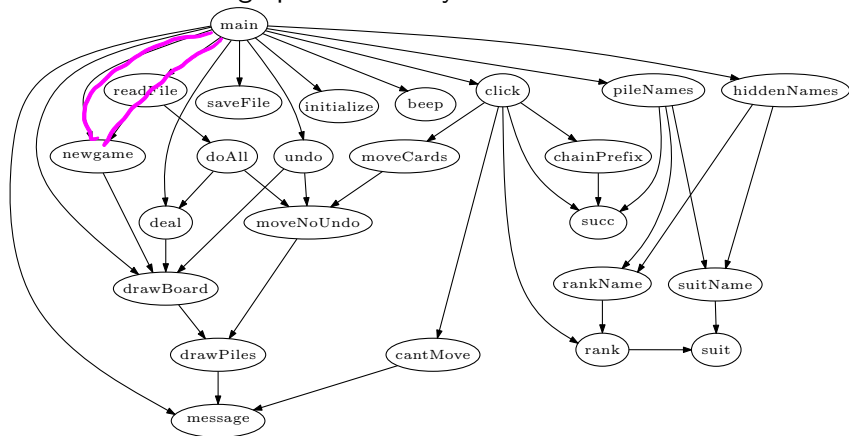 main
readFile
saveFile
initialize
beep
click
pileNames
hiddenNames
newgame
doAll
undo
moveCards
chainPrefix
deal
moveNoUndo
succ
drawBoard
rankName
suitName
drawPiles
cantMove
rank
suit
message